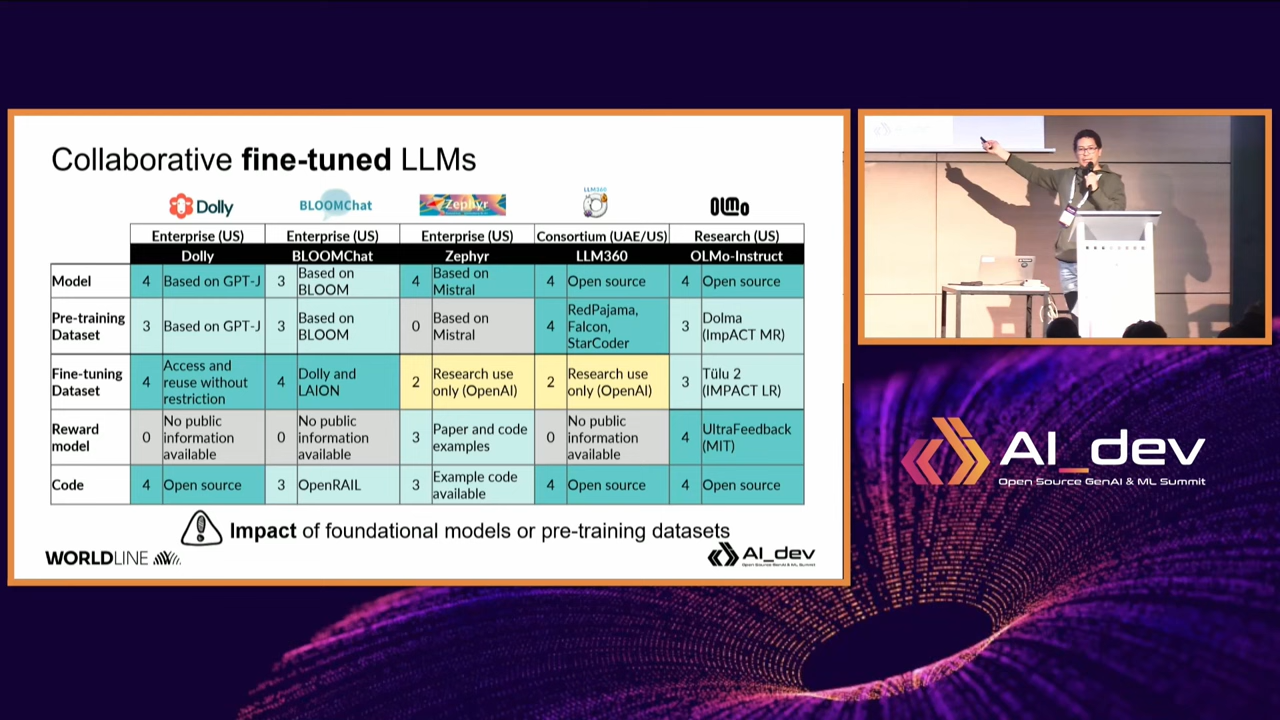 Collaborative fine-tuned LLMs
Dolly
BLOOMChat
Zephyr
LLM360
OLMo
Enterprise (US)
Enterprise (US)
Enterprise (US)
Consortium (UAE/US)
Research (US)
Dolly
BLOOMChat
Zephyr
LLM360
OLMo-Instruct
Model
4
Based on GPT-J
3
Based on
BLOOM
4
Based on
Mistral
4
Open source
4
Open source
Pre-training
Dataset
3
Based on GPT-J
3
Based on
BLOOM
0
Based on
Mistral
4
RedPajama,
Falcon,
StarCoder
3
Dolma
(ImpACT MR)
Fine-tuning
Dataset
4
Access and
reuse without
restriction
4
Dolly and
LAION
2
Research use
only (OpenAI)
2
Research use
only (OpenAI)
3
Tülu 2
(IMPACT LR)
Reward
model
0
No public
information
available
0
No public
information
available
3
Paper and code
examples
0
No public
information
available
4
UltraFeedback
(MIT)
Code
4
Open source
3
OpenRAIL
3
Example code
available
4
Open source
4
Open source
Impact of foundational models or pre-training datasets
WORLDLINE
AI_dev
Open Source GenAI & ML Summit
AI_dev
Open Source GenAI & ML Summit